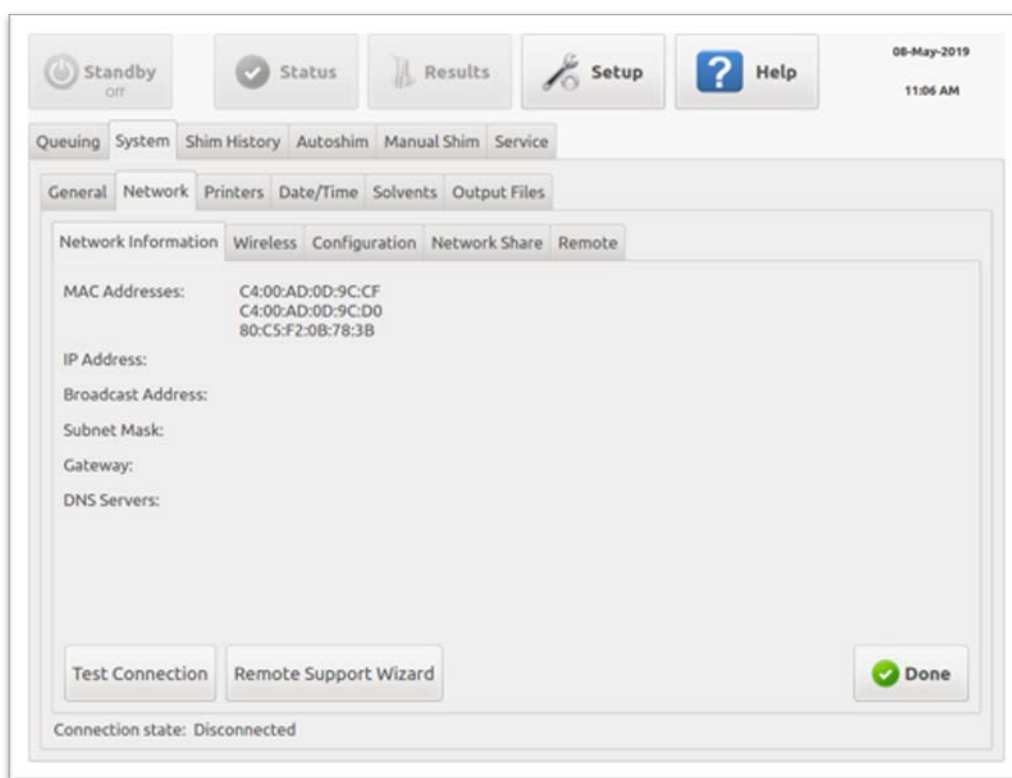 Standby
Off
Status
Results
Setup
Help
08-May-2019
11:06 AM
Queuing System Shim History Autoshim Manual Shim Service
General Network Printers Date/Time Solvents Output Files
Network Information Wireless Configuration Network Share Remote
MAC Addresses: C4:00:AD:0D:9C:CF
C4:00:AD:0D:9C:D0
80:C5:F2:0B:78:3B
IP Address:
Broadcast Address:
Subnet Mask:
Gateway:
DNS Servers:
Test Connection Remote Support Wizard Done
Connection state: Disconnected